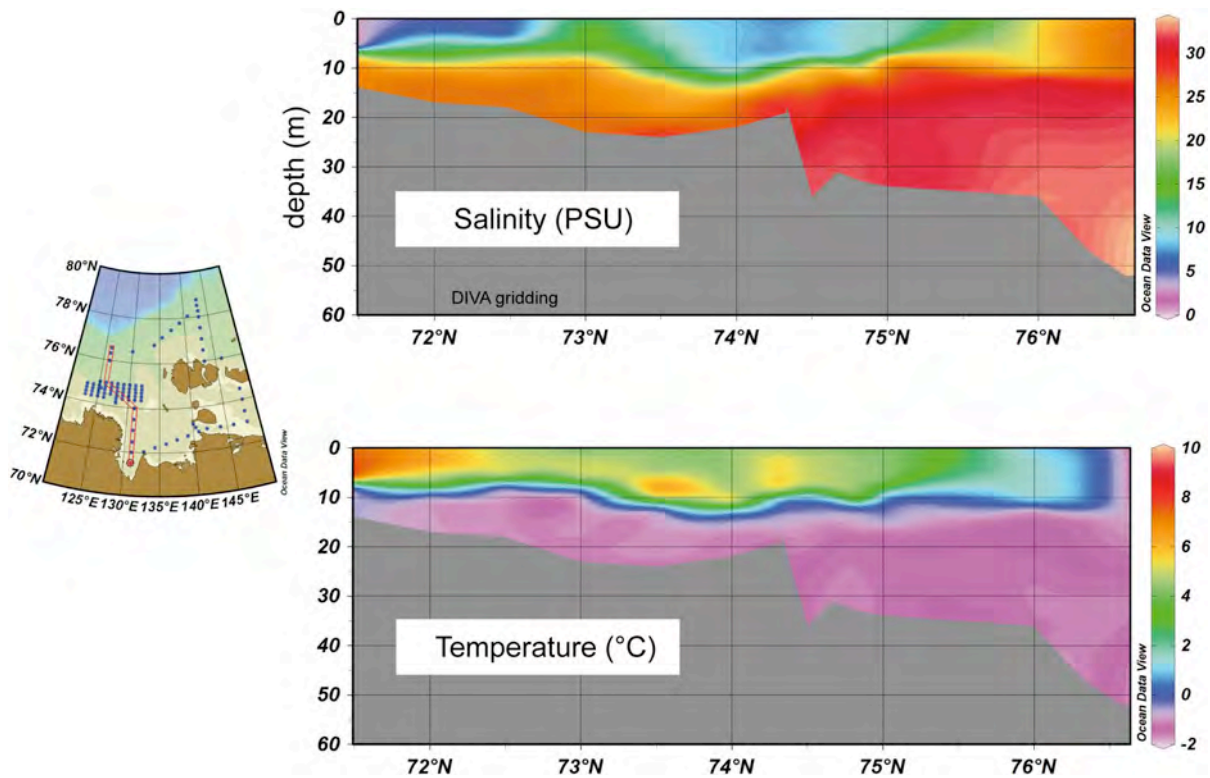 0
10
20
30
40
50
60
depth (m)
Salinity (PSU)
DIVA gridding
72°N
73°N
74°N
75°N
76°N
Ocean Data View
30
25
20
15
10
5
0
80°N
78°N
76°N
74°N
72°N
70°N
125°E
130°E
135°E
140°E
145°E
Ocean Data View
0
10
20
30
40
50
60
Temperature (°C)
72°N
73°N
74°N
75°N
76°N
Ocean Data View
10
8
6
4
2
0
-2